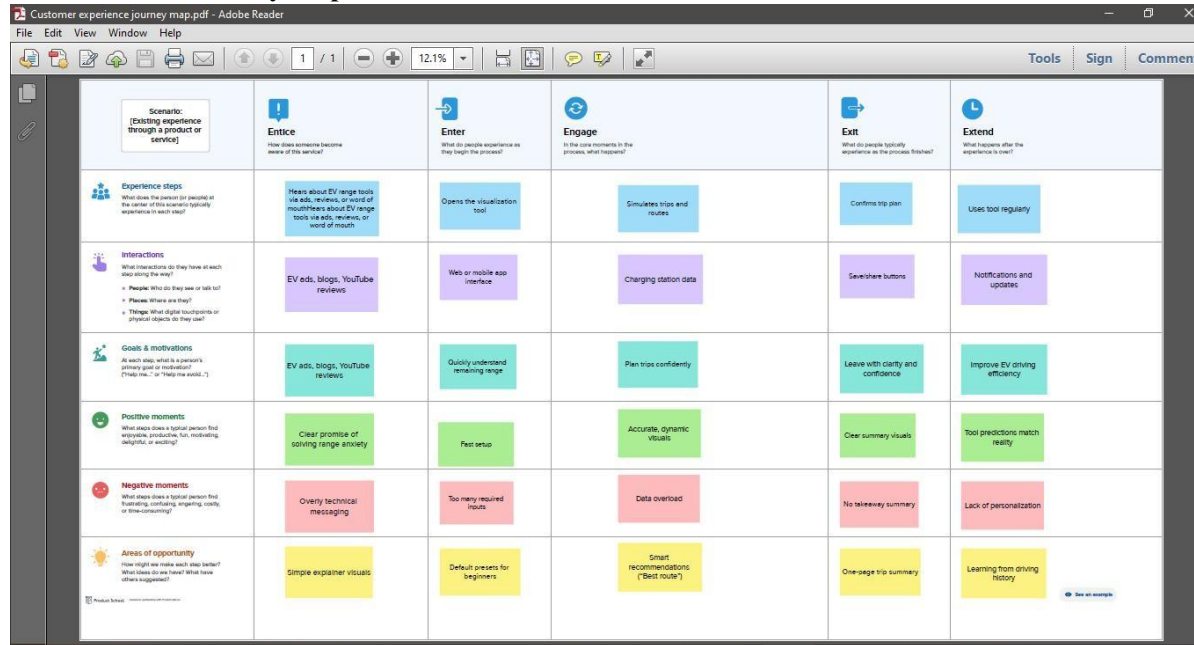 Customer experience journey map.pdf - Adobe Reader
File Edit View Window Help
1 / 1 12.1% Tools Sign Commen
Scenario:
[Existing experience
through a product or
service]
Entice
How does someone become
aware of this service?
Enter
What do people experience as
they begin the process?
Engage
In the core moments in the
process, what happens?
Exit
What do people typically
experience as the process finishes?
Extend
What happens after the
experience is over?
Experience steps
What does the person (or people) at
the center of this scenario typically
experience in each step?
Hears about EV range tools
via ads, reviews, or word of
mouthHears about EV range
tools via ads, reviews, or
word of mouth
Opens the visualization
tool
Simulates trips and
routes
Confirms trip plan
Uses tool regularly
Interactions
What interactions do they have at each
step along the way?
People: Who do they see or talk to?
Places: Where are they?
Things: What digital touchpoints or
physical objects do they use?
EV ads, blogs, YouTube
reviews
Web or mobile app
interface
Charging station data
Save/share buttons
Notifications and
updates
Goals & motivations
At each step, what is a person's
primary goal or motivation?
("Help me..." or "Help me avoid...")
EV ads, blogs, YouTube
reviews
Quickly understand
remaining range
Plan trips confidently
Leave with clarity and
confidence
Improve EV driving
efficiency
Positive moments
What steps does a typical person find
enjoyable, productive, fun, motivating,
delightful, or exciting?
Clear promise of
solving range anxiety
Fast setup
Accurate, dynamic
visuals
Clear summary visuals
Tool predictions match
reality
Negative moments
What steps does a typical person find
frustrating, confusing, angering, costly,
or time-consuming?
Overly technical
messaging
Too many required
inputs
Data overload
No takeaway summary
Lack of personalization
Areas of opportunity
How might we make each step better?
What ideas do we have? What have
others suggested?
Simple explainer visuals
Default presets for
beginners
Smart
recommendations
("Best route")
One-page trip summary
Learning from driving
history
Product School
See an example